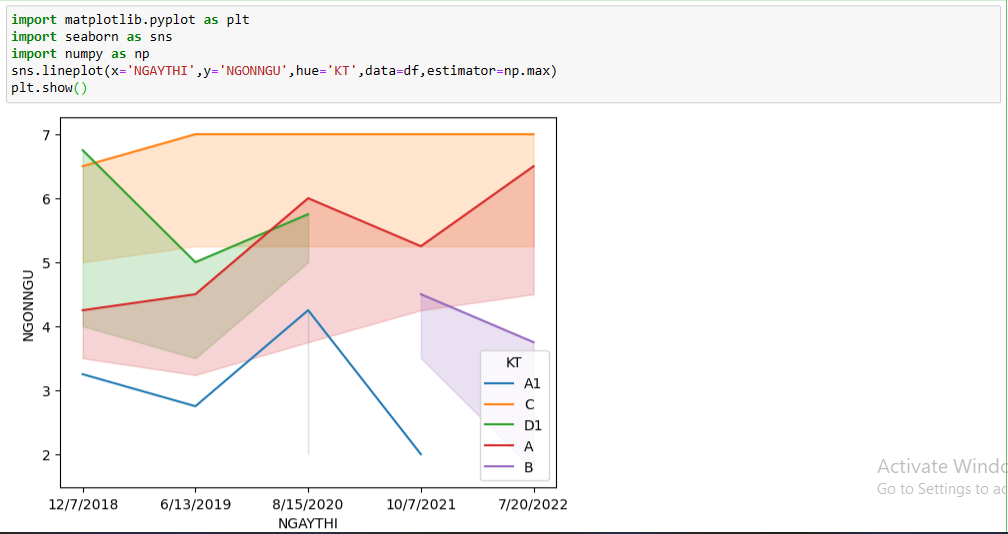 import matplotlib.pyplot as plt
import seaborn as sns
import numpy as np
sns.lineplot(x='NGAYTHI',y='NGONNGU',hue='KT',data=df,estimator=np.max)
plt.show()
7
6
5
4
3
2
NGONNGU
KT
A1
C
D1
A
B
12/7/2018 6/13/2019 8/15/2020 10/7/2021 7/20/2022
NGAYTHI
Activate Windo
Go to Settings to ac